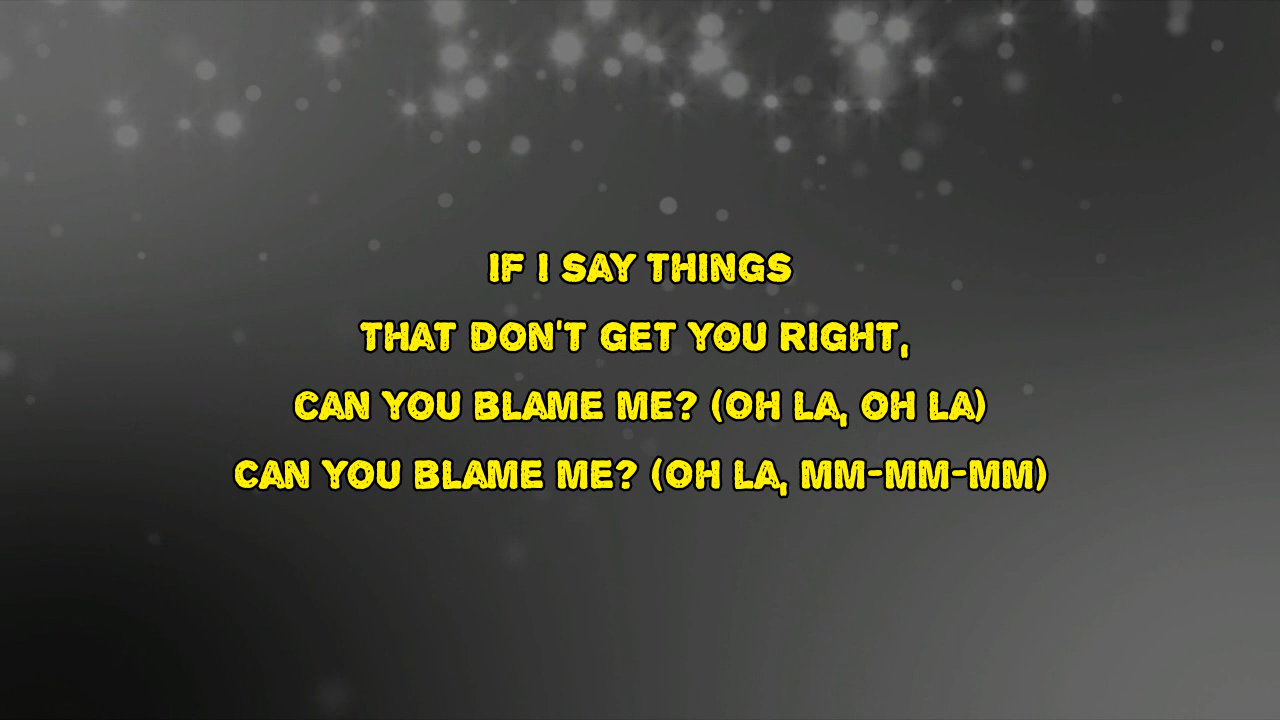 IF I SAY THINGS
THAT DON'T GET YOU RIGHT,
CAN YOU BLAME ME? (OH LA, OH LA)
CAN YOU BLAME ME? (OH LA, MM-MM-MM)